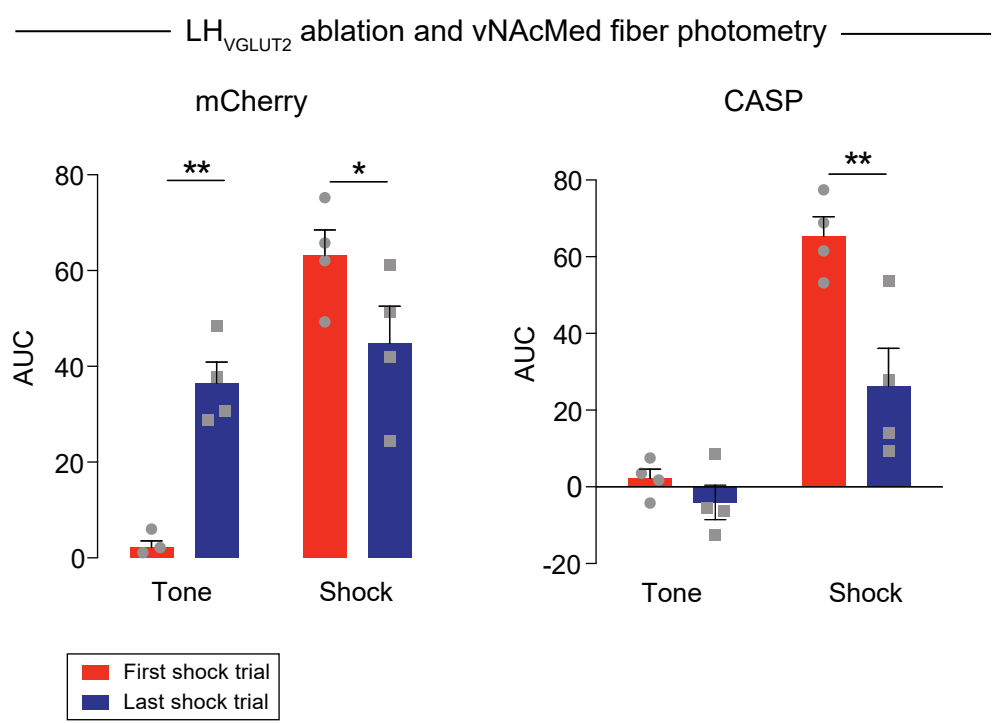 LH_VGLUT2 ablation and vNAcMed fiber photometry
mCherry
CASP
** *
80
60
40
20
0
AUC
Tone Shock
**
80
60
40
20
0
-20
AUC
Tone Shock
First shock trial
Last shock trial